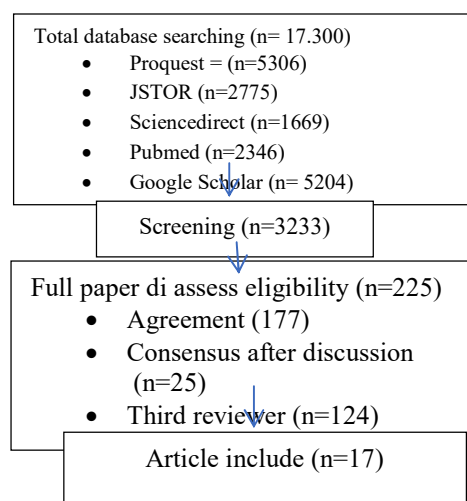 Total database searching (n= 17.300)
• Proquest = (n=5306)
• JSTOR (n=2775)
• Sciencedirect (n=1669)
• Pubmed (n=2346)
• Google Scholar (n= 5204)
Screening (n=3233)
Full paper di assess eligibility (n=225)
• Agreement (177)
• Consensus after discussion
(n=25)
• Third reviewer (n=124)
Article include (n=17)